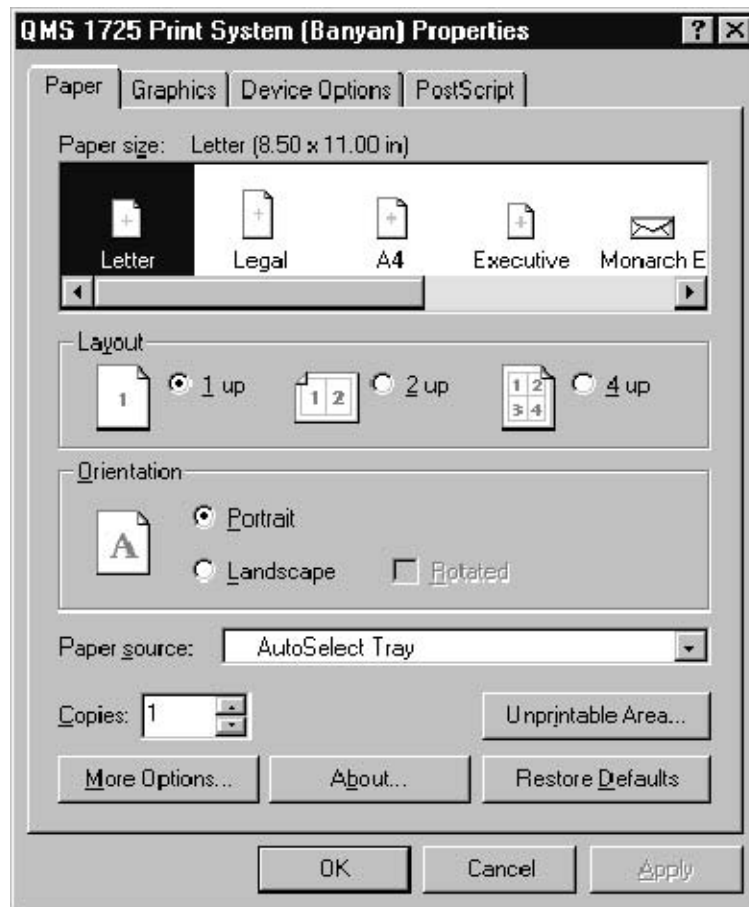 QMS 1725 Print System (Banyan) Properties ? X
Paper Graphics Device Options PostScript
Paper size: Letter (8.50 x 11.00 in)
Letter Legal A4 Executive Monarch E
Layout
1 1 up 1 2 2 up 1 2 3 4 4 up
Orientation
A Portrait
Landscape Rotated
Paper source: AutoSelect Tray
Copies: 1 Unprintable Area...
More Options... About... Restore Defaults
OK Cancel Apply